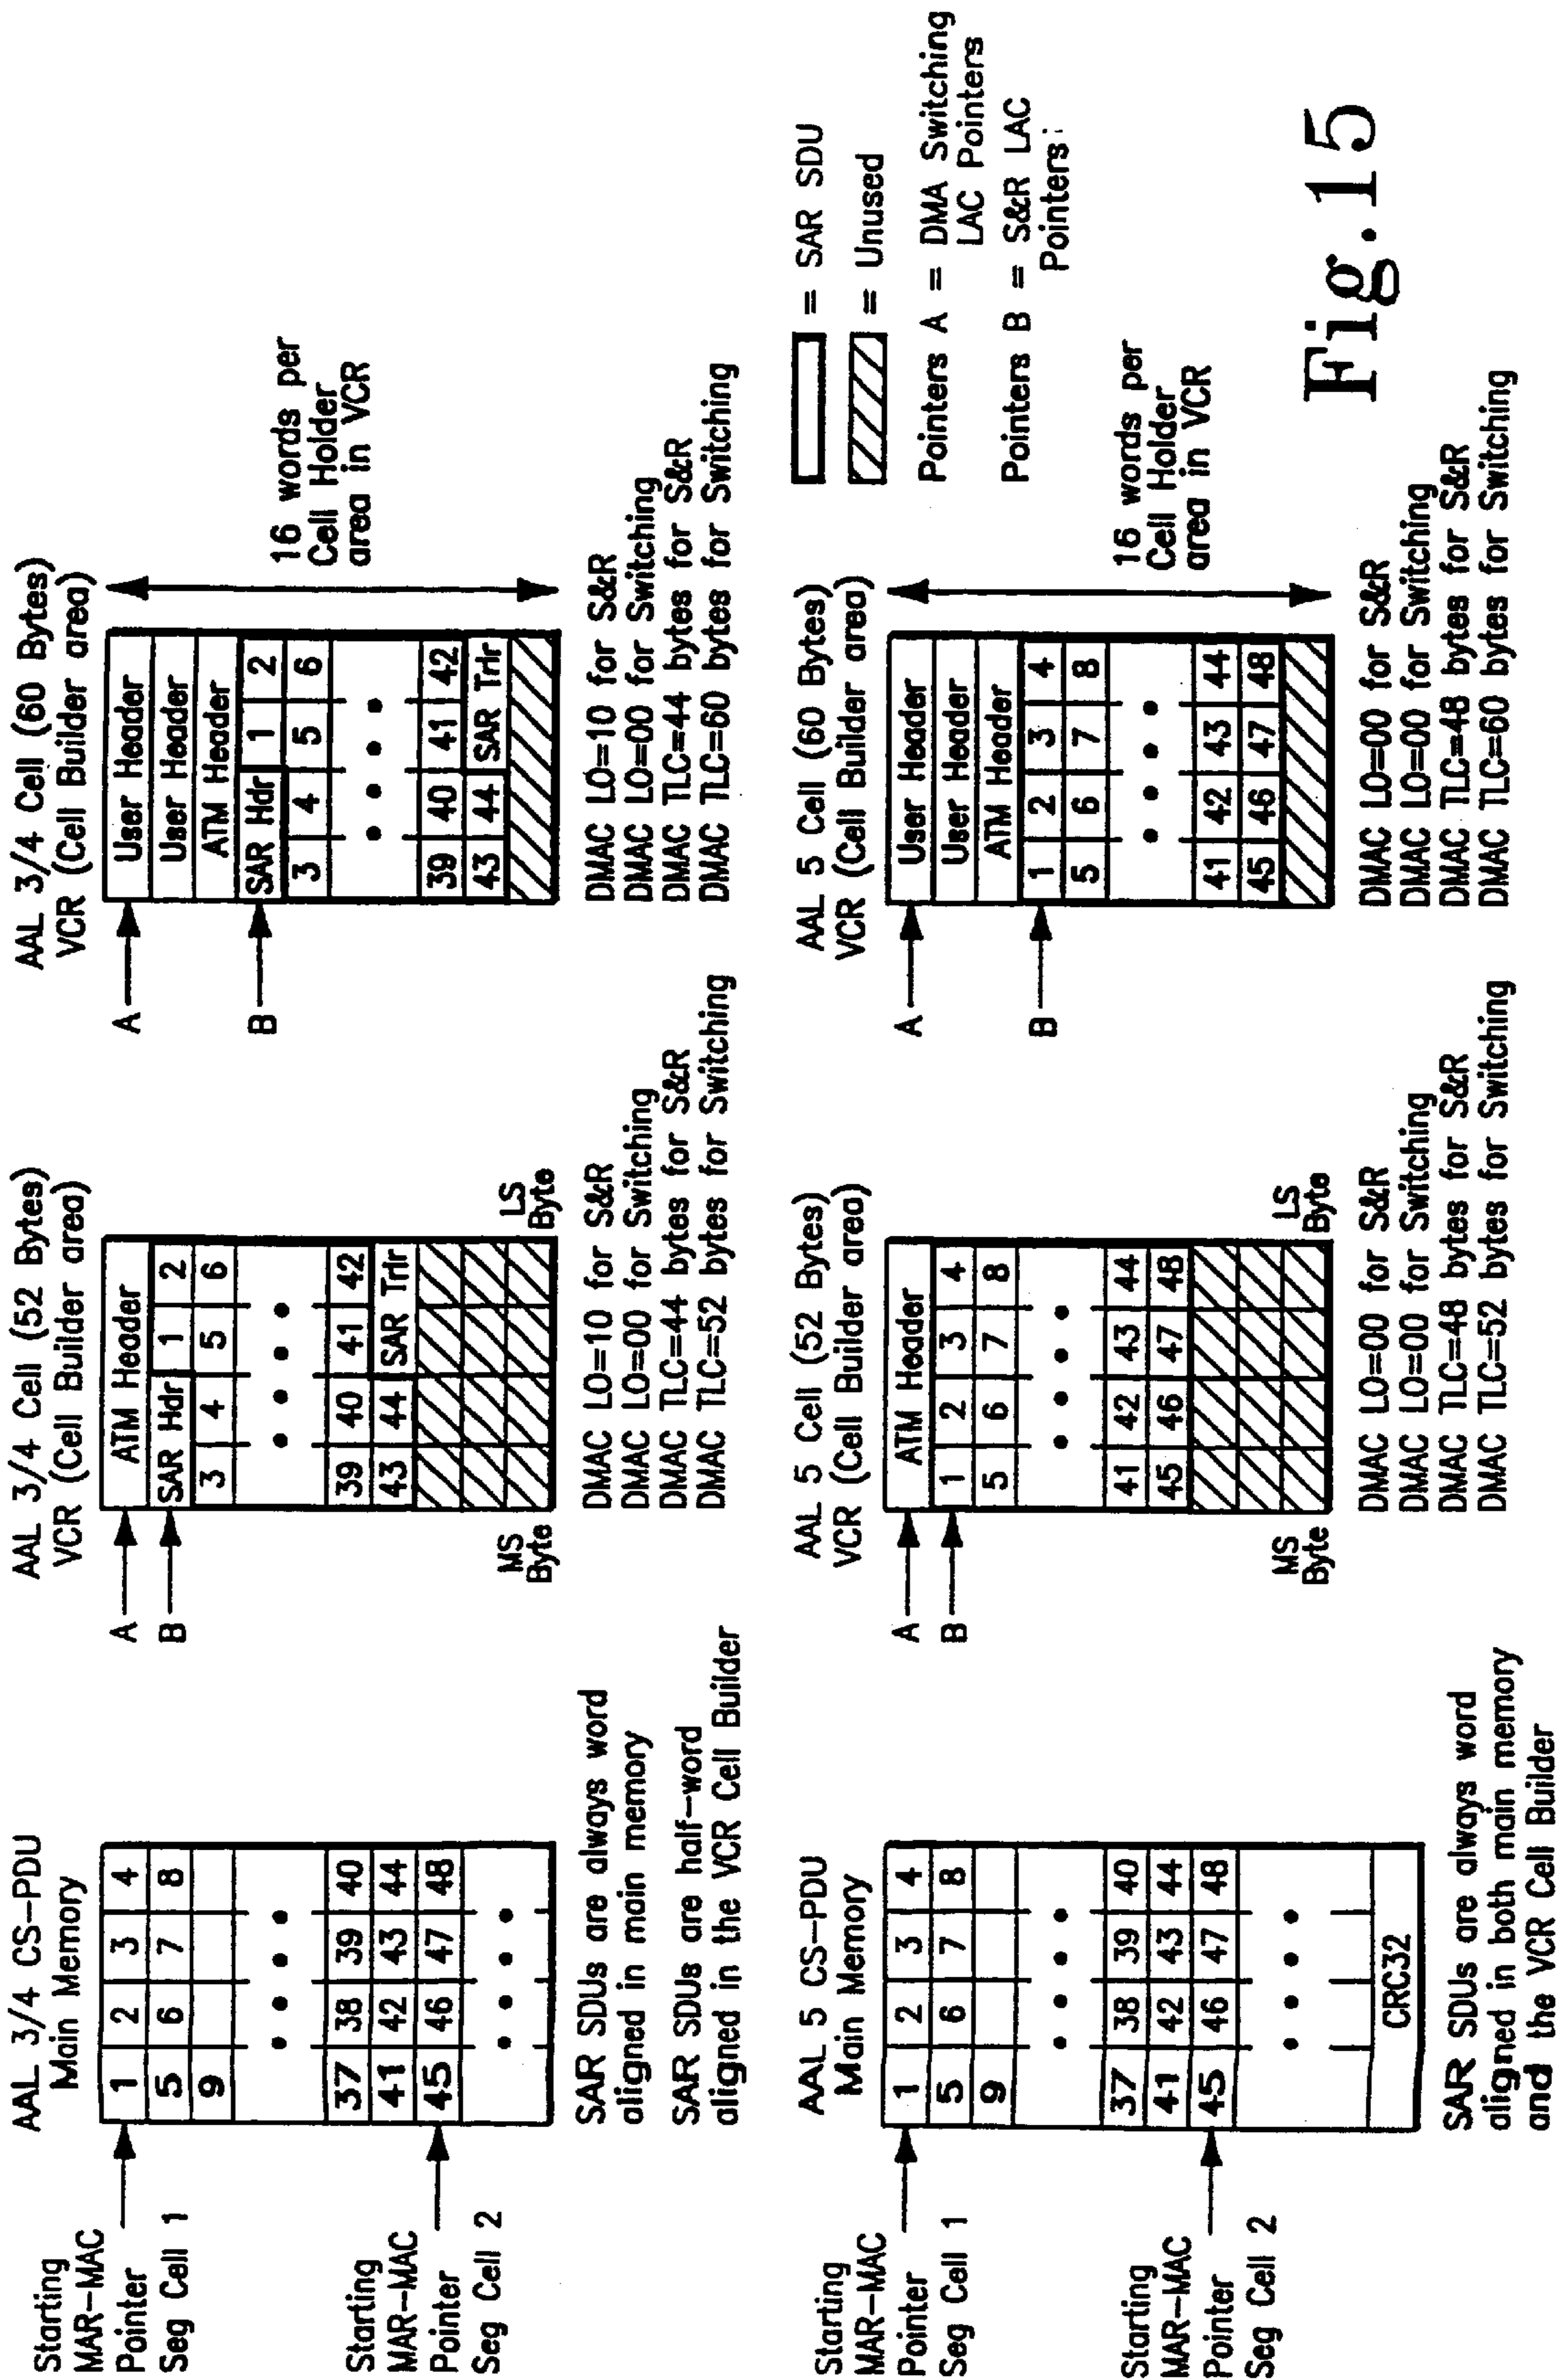 AAL 3/4 CS-PDU
Main Memory
Starting
MAR-MAC
Pointer
Seg Cell 1
Starting
MAR-MAC
Pointer
Seg Cell 2
1 2 3 4
5 6 7 8
9
37 38 39 40
41 42 43 44
45 46 47 48
SAR SDUs are always word
aligned in main memory
SAR SDUs are half-word
aligned in the VCR Cell Builder
AAL 3/4 Cell (52 Bytes)
VCR (Cell Builder area)
A
B
ATM Header
SAR Hdr 1 2
3 4 5 6
39 40 41 42
43 44 SAR Trlr
MS
Byte
LS
Byte
DMAC LO=10 for S&R
DMAC LO=00 for Switching
DMAC TLC=44 bytes for S&R
DMAC TLC=52 bytes for Switching
AAL 3/4 Cell (60 Bytes)
VCR (Cell Builder area)
A
B
User Header
User Header
ATM Header
SAR Hdr 1 2
3 4 5 6
39 40 41 42
43 44 SAR Trlr
16 words per
Cell Holder
area in VCR
DMAC LO=10 for S&R
DMAC LO=00 for Switching
DMAC TLC=44 bytes for S&R
DMAC TLC=60 bytes for Switching
AAL 5 CS-PDU
Main Memory
Starting
MAR-MAC
Pointer
Seg Cell 1
Starting
MAR-MAC
Pointer
Seg Cell 2
1 2 3 4
5 6 7 8
9
37 38 39 40
41 42 43 44
45 46 47 48
CRC32
SAR SDUs are always word
aligned in both main memory
and the VCR Cell Builder
AAL 5 Cell (52 Bytes)
VCR (Cell Builder area)
A
B
ATM Header
1 2 3 4
5 6 7 8
41 42 43 44
45 46 47 48
MS
Byte
LS
Byte
DMAC LO=00 for S&R
DMAC LO=00 for Switching
DMAC TLC=48 bytes for S&R
DMAC TLC=52 bytes for Switching
AAL 5 Cell (60 Bytes)
VCR (Cell Builder area)
A
B
User Header
User Header
ATM Header
1 2 3 4
5 6 7 8
41 42 43 44
45 46 47 48
16 words per
Cell Holder
area in VCR
DMAC LO=00 for S&R
DMAC LO=00 for Switching
DMAC TLC=48 bytes for S&R
DMAC TLC=60 bytes for Switching
= SAR SDU
= Unused
Pointers A = DMA Switching
LAC Pointers
Pointers B = S&R LAC
Pointers
Fig.15